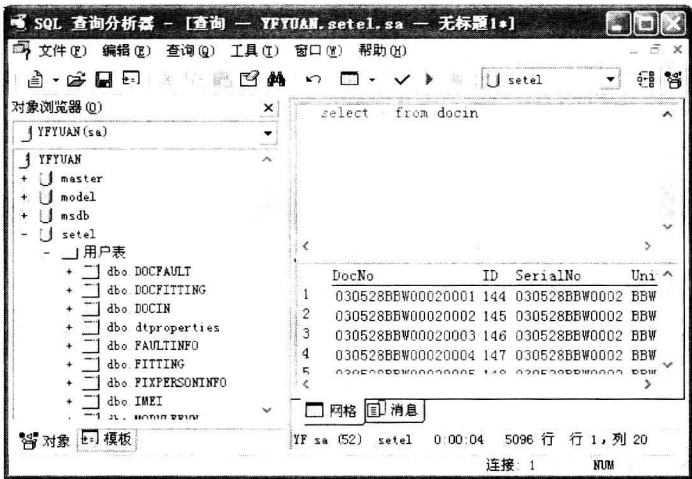 SQL 查询分析器 - [查询 — YFYUAN.setel.sa — 无标题1*]
文件(F) 编辑(E) 查询(Q) 工具(T) 窗口(W) 帮助(H)
setel
对象浏览器(O)
YFYUAN(sa)
YFYUAN
master
model
msdb
setel
用户表
dbo.DOCFAULT
dbo.DOCFITTING
dbo.DOCIN
dbo.dtproperties
dbo.FAULTINFO
dbo.FITTING
dbo.FIXPERSONINFO
dbo.IMEI
对象 模板
select from docin
DocNo ID SerialNo Uni
1 030528BBW00020001 144 030528BBW0002 BBW
2 030528BBW00020002 145 030528BBW0002 BBW
3 030528BBW00020003 146 030528BBW0002 BBW
4 030528BBW00020004 147 030528BBW0002 BBW
5
网格 消息
YF sa (52) setel 0:00:04 5096 行 行 1, 列 20
连接: 1 NUM